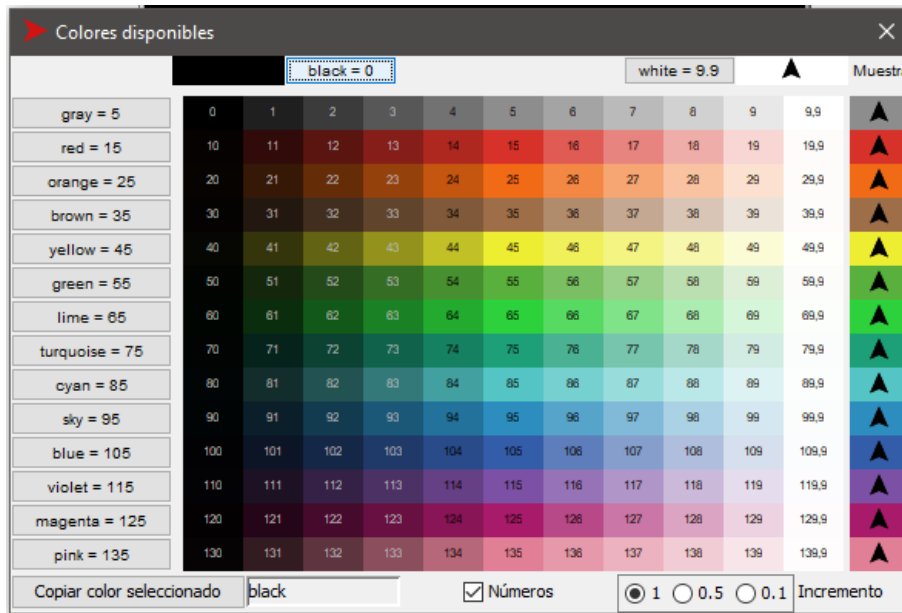 Colores disponibles
black = 0 white = 9.9 Muestra
gray = 5 0 1 2 3 4 5 6 7 8 9 9,9
red = 15 10 11 12 13 14 15 16 17 18 19 19,9
orange = 25 20 21 22 23 24 25 26 27 28 29 29,9
brown = 35 30 31 32 33 34 35 36 37 38 39 39,9
yellow = 45 40 41 42 43 44 45 46 47 48 49 49,9
green = 55 50 51 52 53 54 55 56 57 58 59 59,9
lime = 65 60 61 62 63 64 65 66 67 68 69 69,9
turquoise = 75 70 71 72 73 74 75 76 77 78 79 79,9
cyan = 85 80 81 82 83 84 85 86 87 88 89 89,9
sky = 95 90 91 92 93 94 95 96 97 98 99 99,9
blue = 105 100 101 102 103 104 105 106 107 108 109 109,9
violet = 115 110 111 112 113 114 115 116 117 118 119 119,9
magenta = 125 120 121 122 123 124 125 126 127 128 129 129,9
pink = 135 130 131 132 133 134 135 136 137 138 139 139,9
Copiar color seleccionado black Números 1 0.5 0.1 Incremento